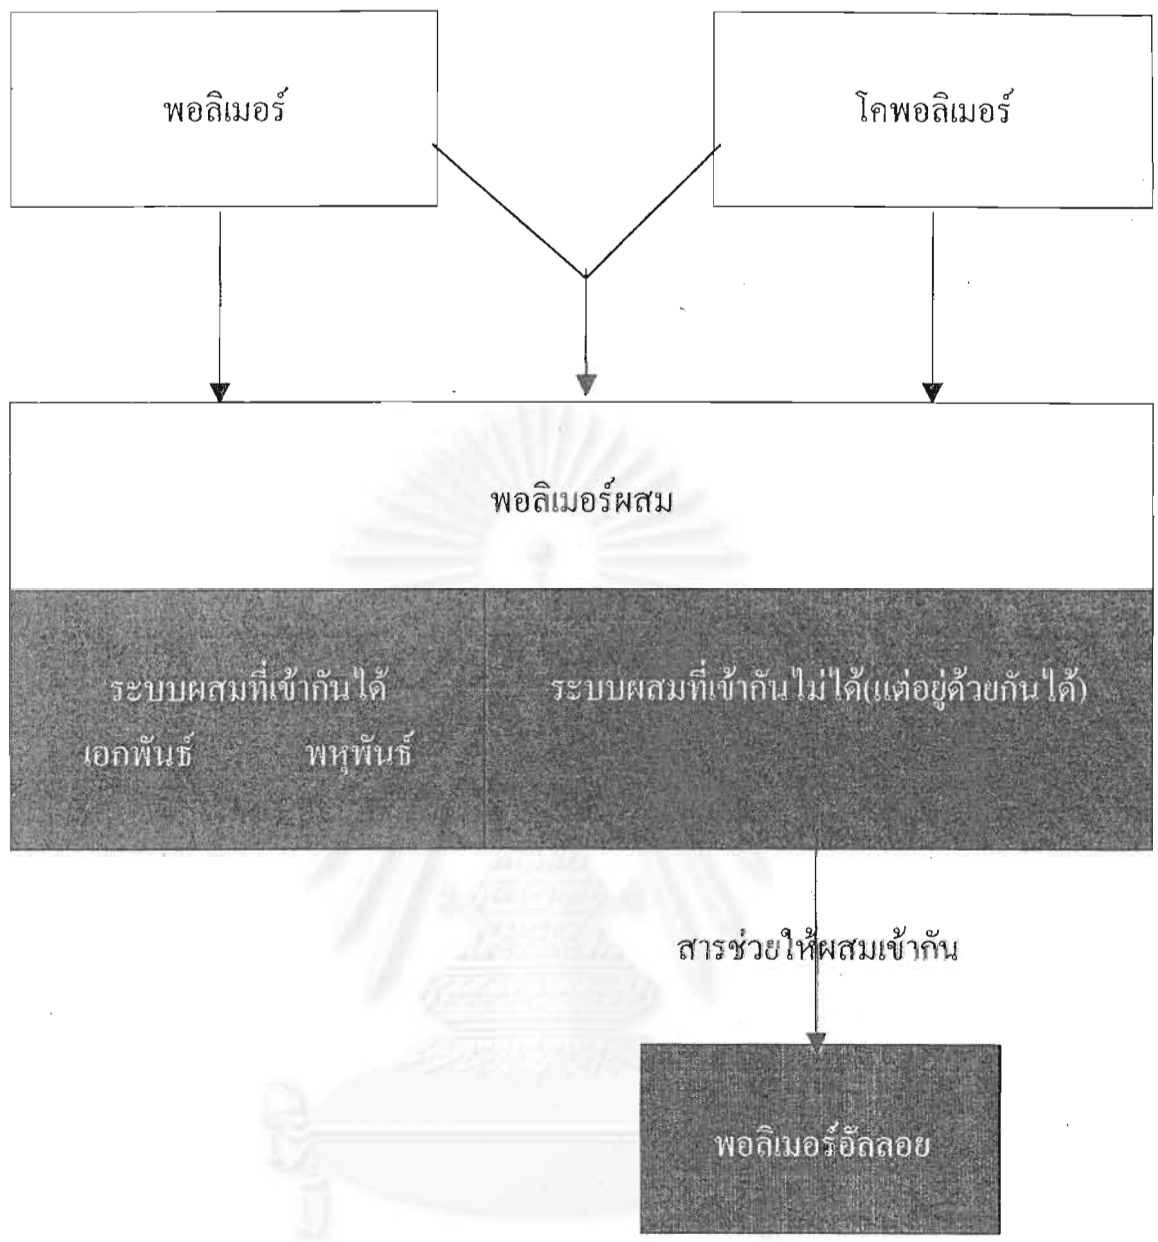 พอลิเมอร์
โคพอลิเมอร์
พอลิเมอร์ผสม
ระบบผสมที่เข้ากันได้
ระบบผสมที่เข้ากันไม่ได้(แต่อยู่ด้วยกันได้)
เอกพันธ์ พหุพันธ์
สารช่วยให้ผสมเข้ากัน
พอลิเมอร์อัลลอย